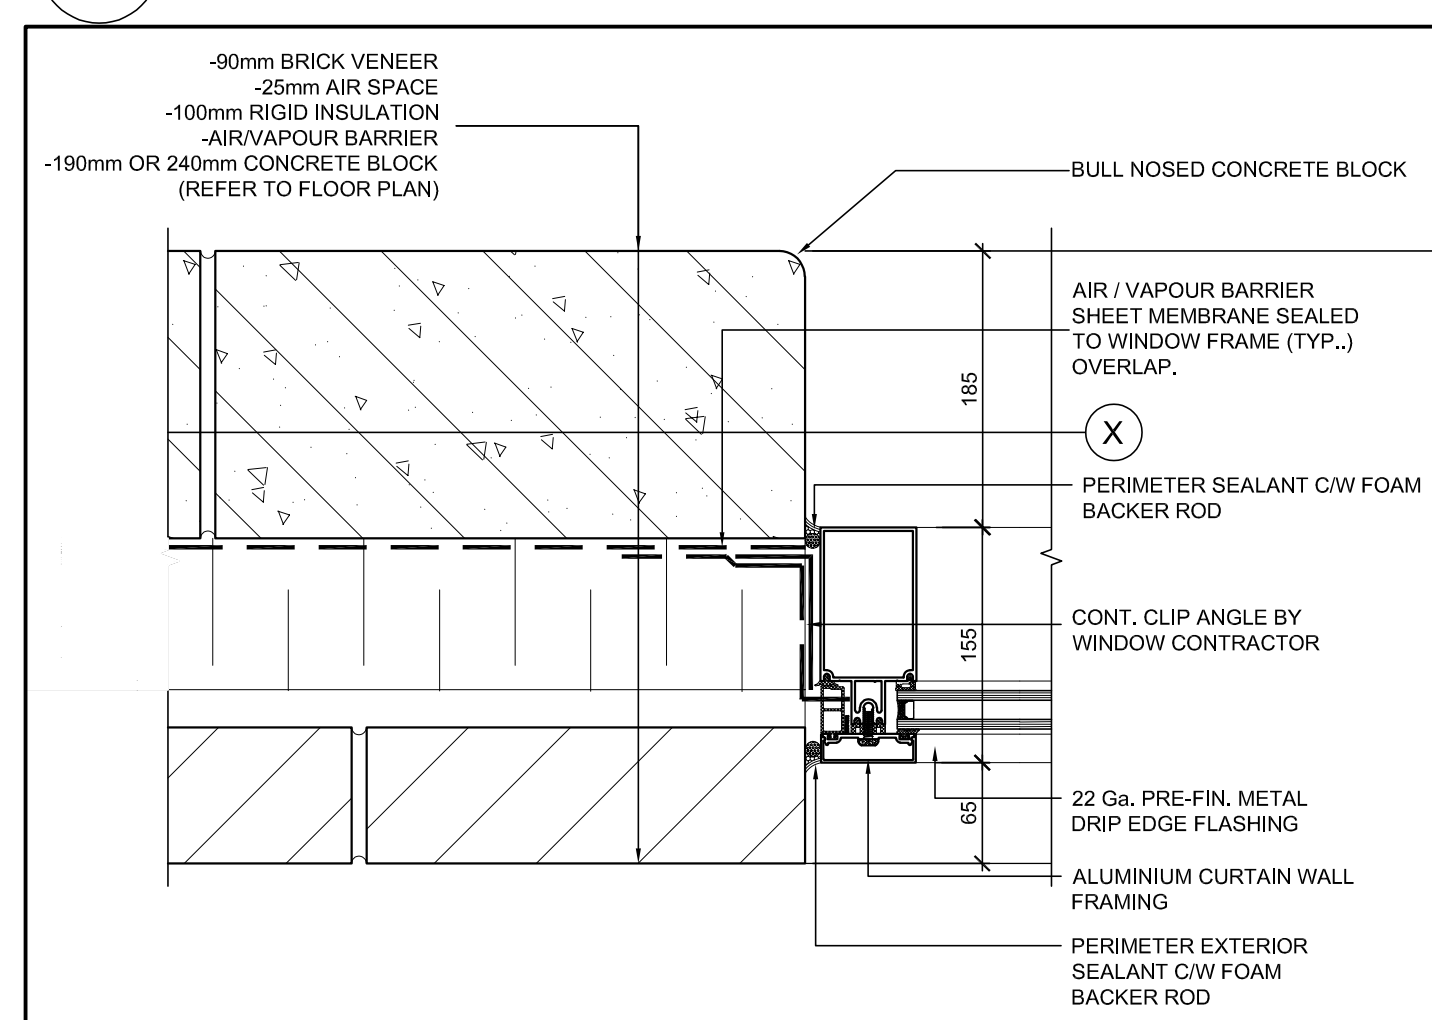 -90mm BRICK VENEER
-25mm AIR SPACE
-100mm RIGID INSULATION
-AIR/VAPOUR BARRIER
-190mm OR 240mm CONCRETE BLOCK
(REFER TO FLOOR PLAN)
BULL NOSED CONCRETE BLOCK
AIR / VAPOUR BARRIER
SHEET MEMBRANE SEALED
TO WINDOW FRAME (TYP..)
OVERLAP.
185
X
PERIMETER SEALANT C/W FOAM
BACKER ROD
CONT. CLIP ANGLE BY
WINDOW CONTRACTOR
155
22 Ga. PRE-FIN. METAL
DRIP EDGE FLASHING
65
ALUMINIUM CURTAIN WALL
FRAMING
PERIMETER EXTERIOR
SEALANT C/W FOAM
BACKER ROD